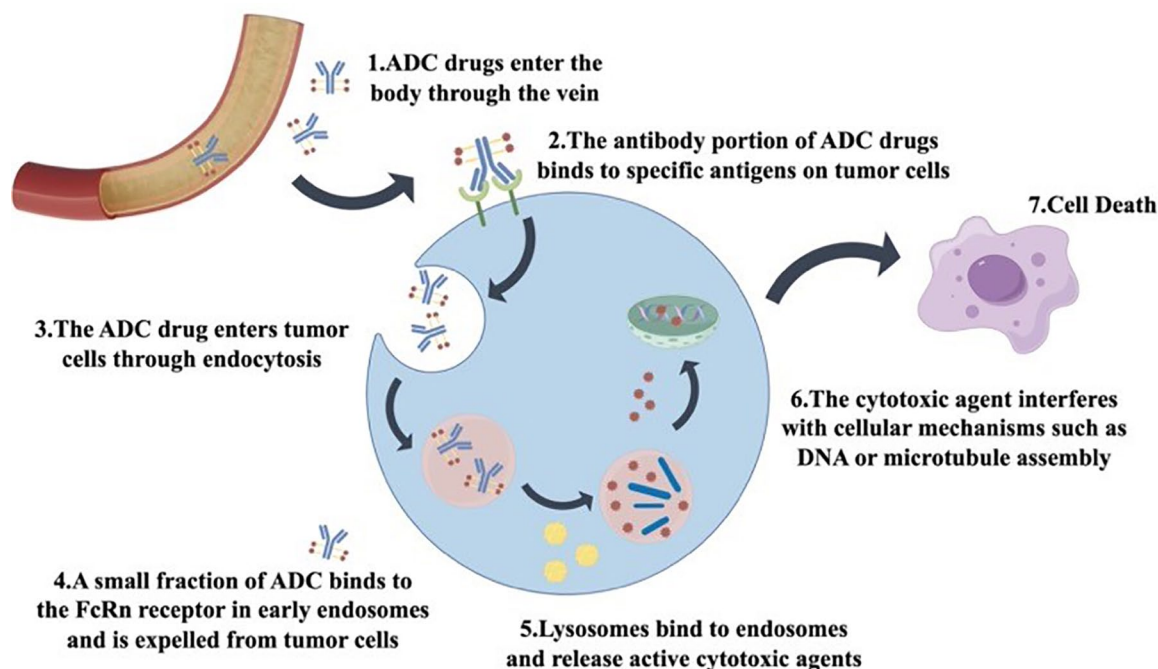 1.ADC drugs enter the
body through the vein
2.The antibody portion of ADC drugs
binds to specific antigens on tumor cells
7.Cell Death
3.The ADC drug enters tumor
cells through endocytosis
6.The cytotoxic agent interferes
with cellular mechanisms such as
DNA or microtubule assembly
4.A small fraction of ADC binds to
the FcRn receptor in early endosomes
and is expelled from tumor cells
5.Lysosomes bind to endosomes
and release active cytotoxic agents